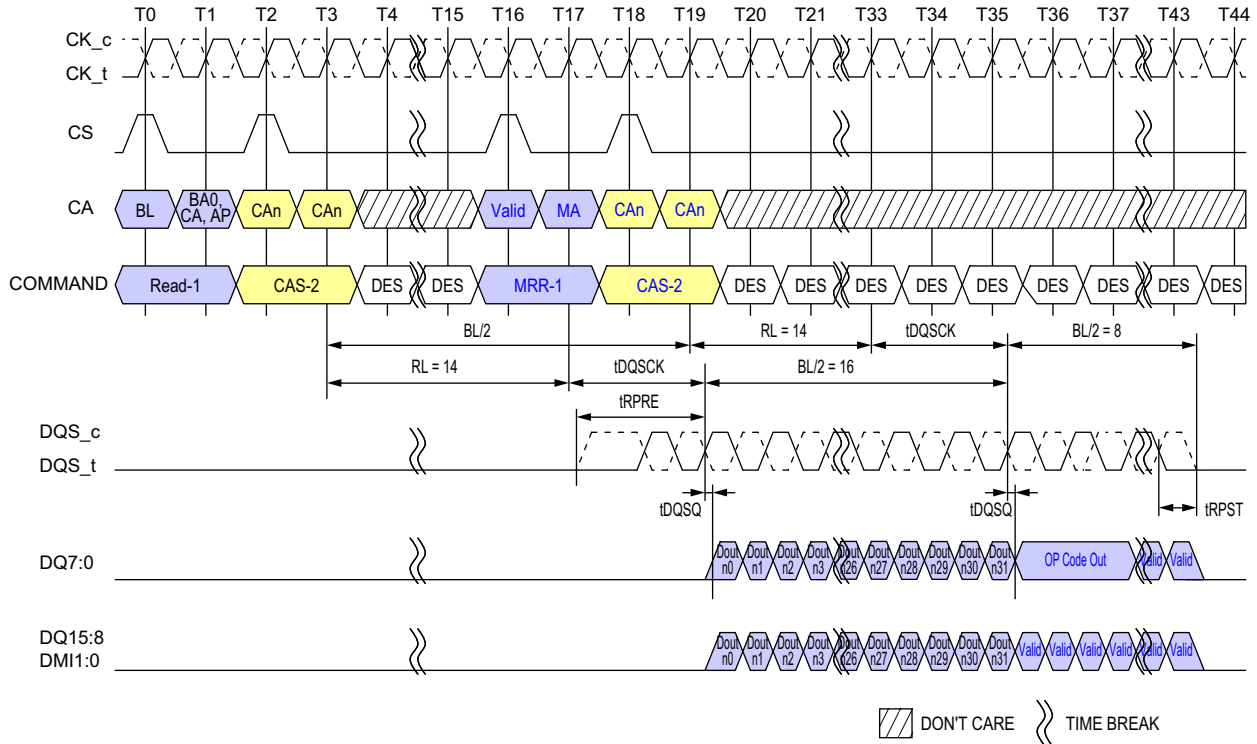 T0 T1 T2 T3 T4 T15 T16 T17 T18 T19 T20 T21 T33 T34 T35 T36 T37 T43 T44
CK_c
CK_t
CS
CA
BL
BA0,
CA, AP
CAn CAn Valid MA CAn CAn
COMMAND Read-1 CAS-2 DES DES MRR-1 CAS-2 DES DES DES DES DES DES DES DES DES
BL/2 RL = 14 tDQSCK BL/2 = 8
RL = 14 tDQSCK BL/2 = 16
tRPRE
DQS_c
DQS_t
tDQSQ tDQSQ tRPST
DQ7:0
Dout Dout Dout Dout Dout Dout Dout Dout Dout Dout
n0 n1 n2 n3 n26 n27 n28 n29 n30 n31
OP Code Out Valid Valid
DQ15:8
DMI1:0
Dout Dout Dout Dout Dout Dout Dout Dout Dout Dout
n0 n1 n2 n3 n26 n27 n28 n29 n30 n31
Valid Valid Valid Valid Valid Valid
DON'T CARE TIME BREAK